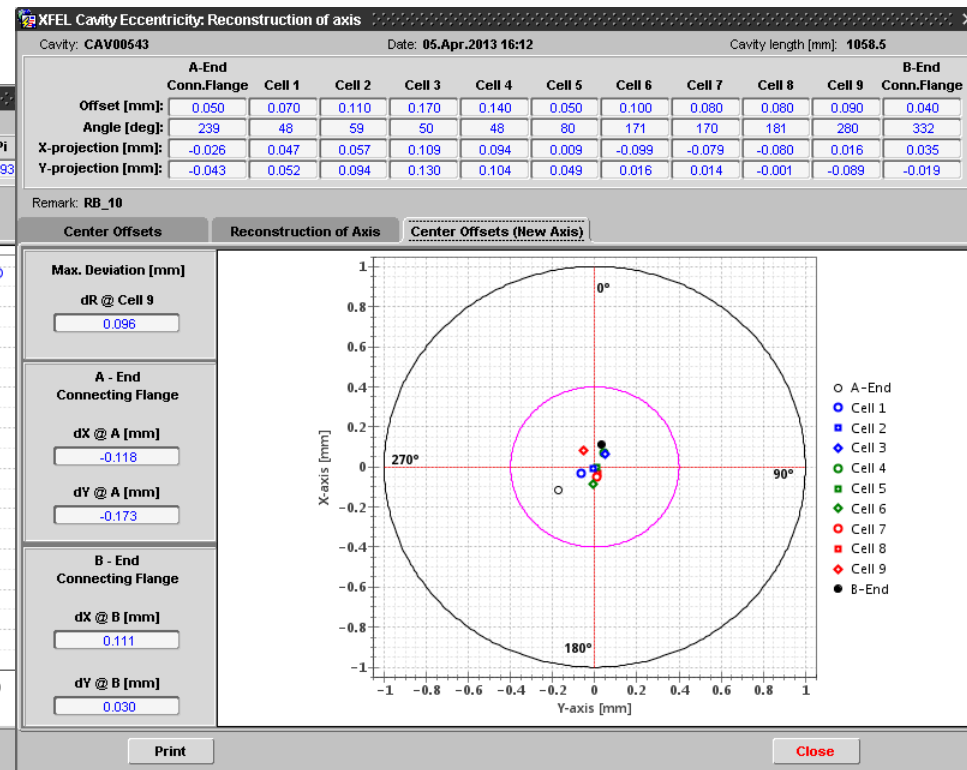 XFEL Cavity Eccentricity: Reconstruction of axis
Cavity: CAV00543 Date: 05.Apr.2013 16:12 Cavity length [mm]: 1058.5
A-End B-End
Conn.Flange Cell 1 Cell 2 Cell 3 Cell 4 Cell 5 Cell 6 Cell 7 Cell 8 Cell 9 Conn.Flange
Offset [mm]: 0.050 0.070 0.110 0.170 0.140 0.050 0.100 0.080 0.080 0.090 0.040
Angle [deg]: 239 48 59 50 48 80 171 170 181 280 332
X-projection [mm]: -0.026 0.047 0.057 0.109 0.094 0.009 -0.099 -0.079 -0.080 0.016 0.035
Y-projection [mm]: -0.043 0.052 0.094 0.130 0.104 0.049 0.016 0.014 -0.001 -0.089 -0.019
Pi
93
Remark: RB_10
Center Offsets Reconstruction of Axis Center Offsets (New Axis)
Max. Deviation [mm]
dR @ Cell 9
0.096
A - End
Connecting Flange
dX @ A [mm]
-0.118
dY @ A [mm]
-0.173
B - End
Connecting Flange
dX @ B [mm]
0.111
dY @ B [mm]
0.030
X-axis [mm]
1
0.8
0.6
0.4
0.2
0
-0.2
-0.4
-0.6
-0.8
-1
0°
270°
90°
180°
-1 -0.8 -0.6 -0.4 -0.2 0 0.2 0.4 0.6 0.8 1
Y-axis [mm]
A-End
Cell 1
Cell 2
Cell 3
Cell 4
Cell 5
Cell 6
Cell 7
Cell 8
Cell 9
B-End
Print Close